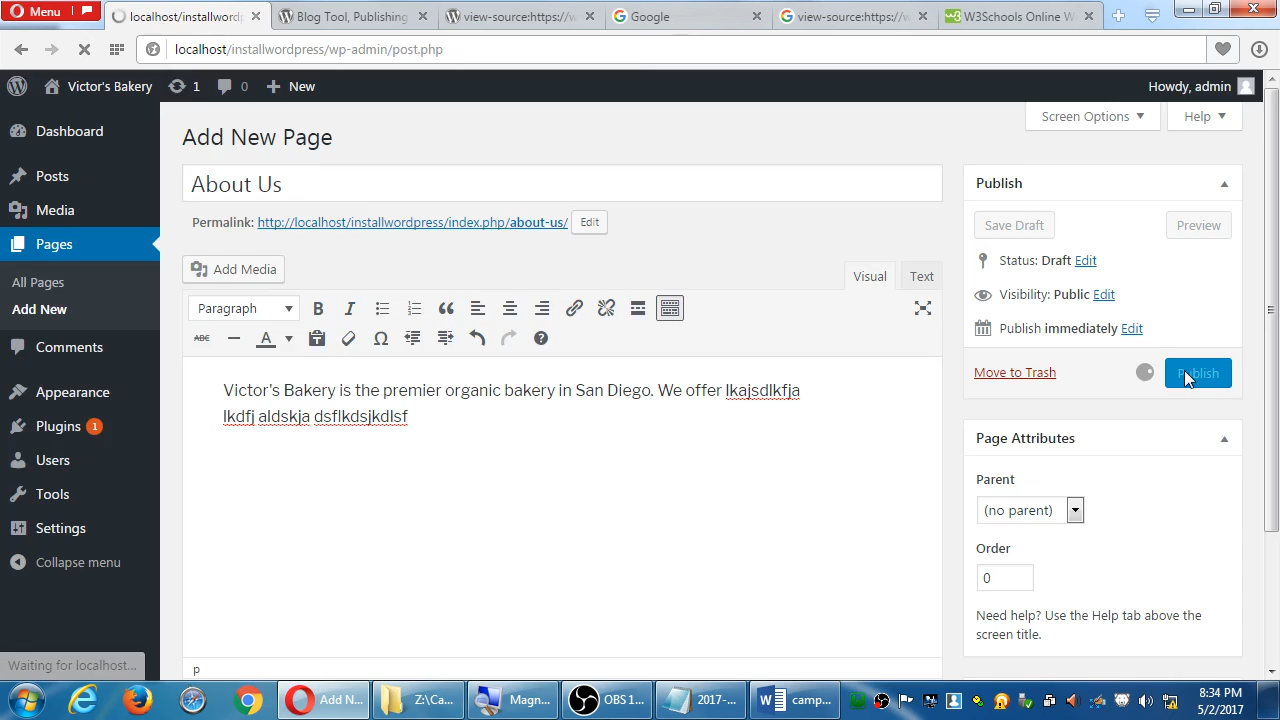 Menu
localhost/installwordp
Blog Tool, Publishing
view-source:https://w
Google
view-source:https://w
W3Schools Online W
localhost/installwordpress/wp-admin/post.php
Victor's Bakery
1
0
New
Howdy, admin
Dashboard
Posts
Media
Pages
All Pages
Add New
Comments
Appearance
Plugins 1
Users
Tools
Settings
Collapse menu
Waiting for localhost...
Screen Options
Help
Add New Page
About Us
Permalink: http://localhost/installwordpress/index.php/about-us/ Edit
Add Media
Visual
Text
Paragraph
B I
ABC
A
Victor's Bakery is the premier organic bakery in San Diego. We offer lkajsdlkfja
lkdfj aldskja dsflkdsjkdlsf
p
Publish
Save Draft
Preview
Status: Draft Edit
Visibility: Public Edit
Publish immediately Edit
Move to Trash
Publish
Page Attributes
Parent
(no parent)
Order
0
Need help? Use the Help tab above the
screen title.
Add N...
Z:\Ca...
Magn...
OBS 1...
2017-...
camp...
8:34 PM
5/2/2017